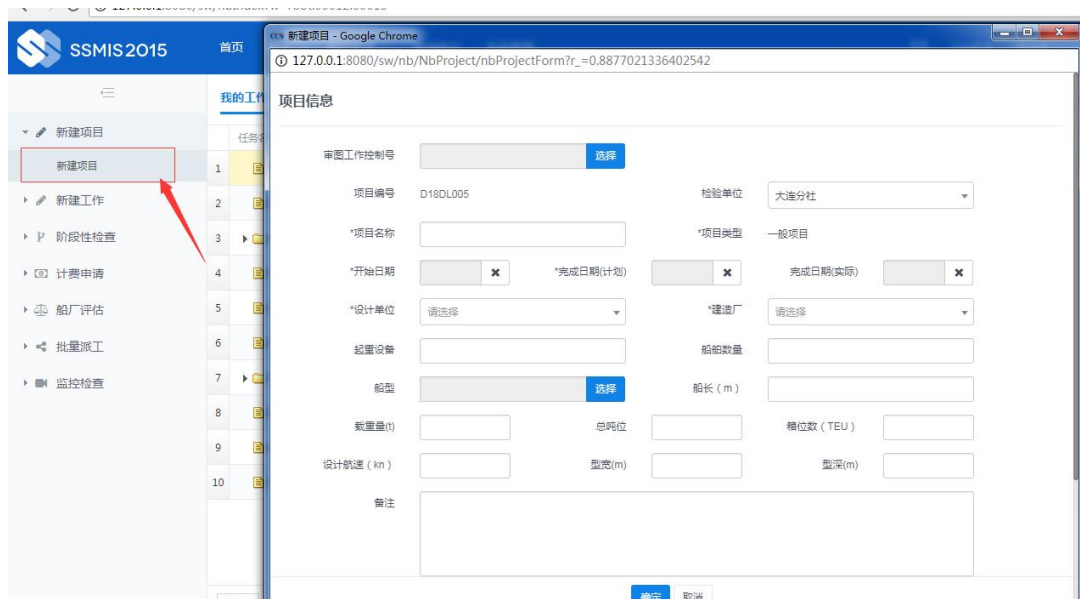 SSMIS2015
首页
CCS 新建项目 - Google Chrome
127.0.0.1:8080/sw/nb/NbProject/nbProjectForm?r_=0.8877021336402542
新建项目
新建项目
新建工作
阶段性检查
计费申请
船厂评估
批量派工
监控检查
我的工
任务
1
2
3
4
5
6
7
8
9
10
项目信息
审图工作控制号 选择
项目编号 D18DL005 检验单位 大连分社
*项目名称 *项目类型 一般项目
*开始日期 *完成日期(计划) 完成日期(实际)
*设计单位 请选择 *建造厂 请选择
起重设备 船舶数量
船型 选择 船长(m)
载重量(t) 总吨位 箱位数(TEU)
设计航速(kn) 型宽(m) 型深(m)
备注
确定 取消